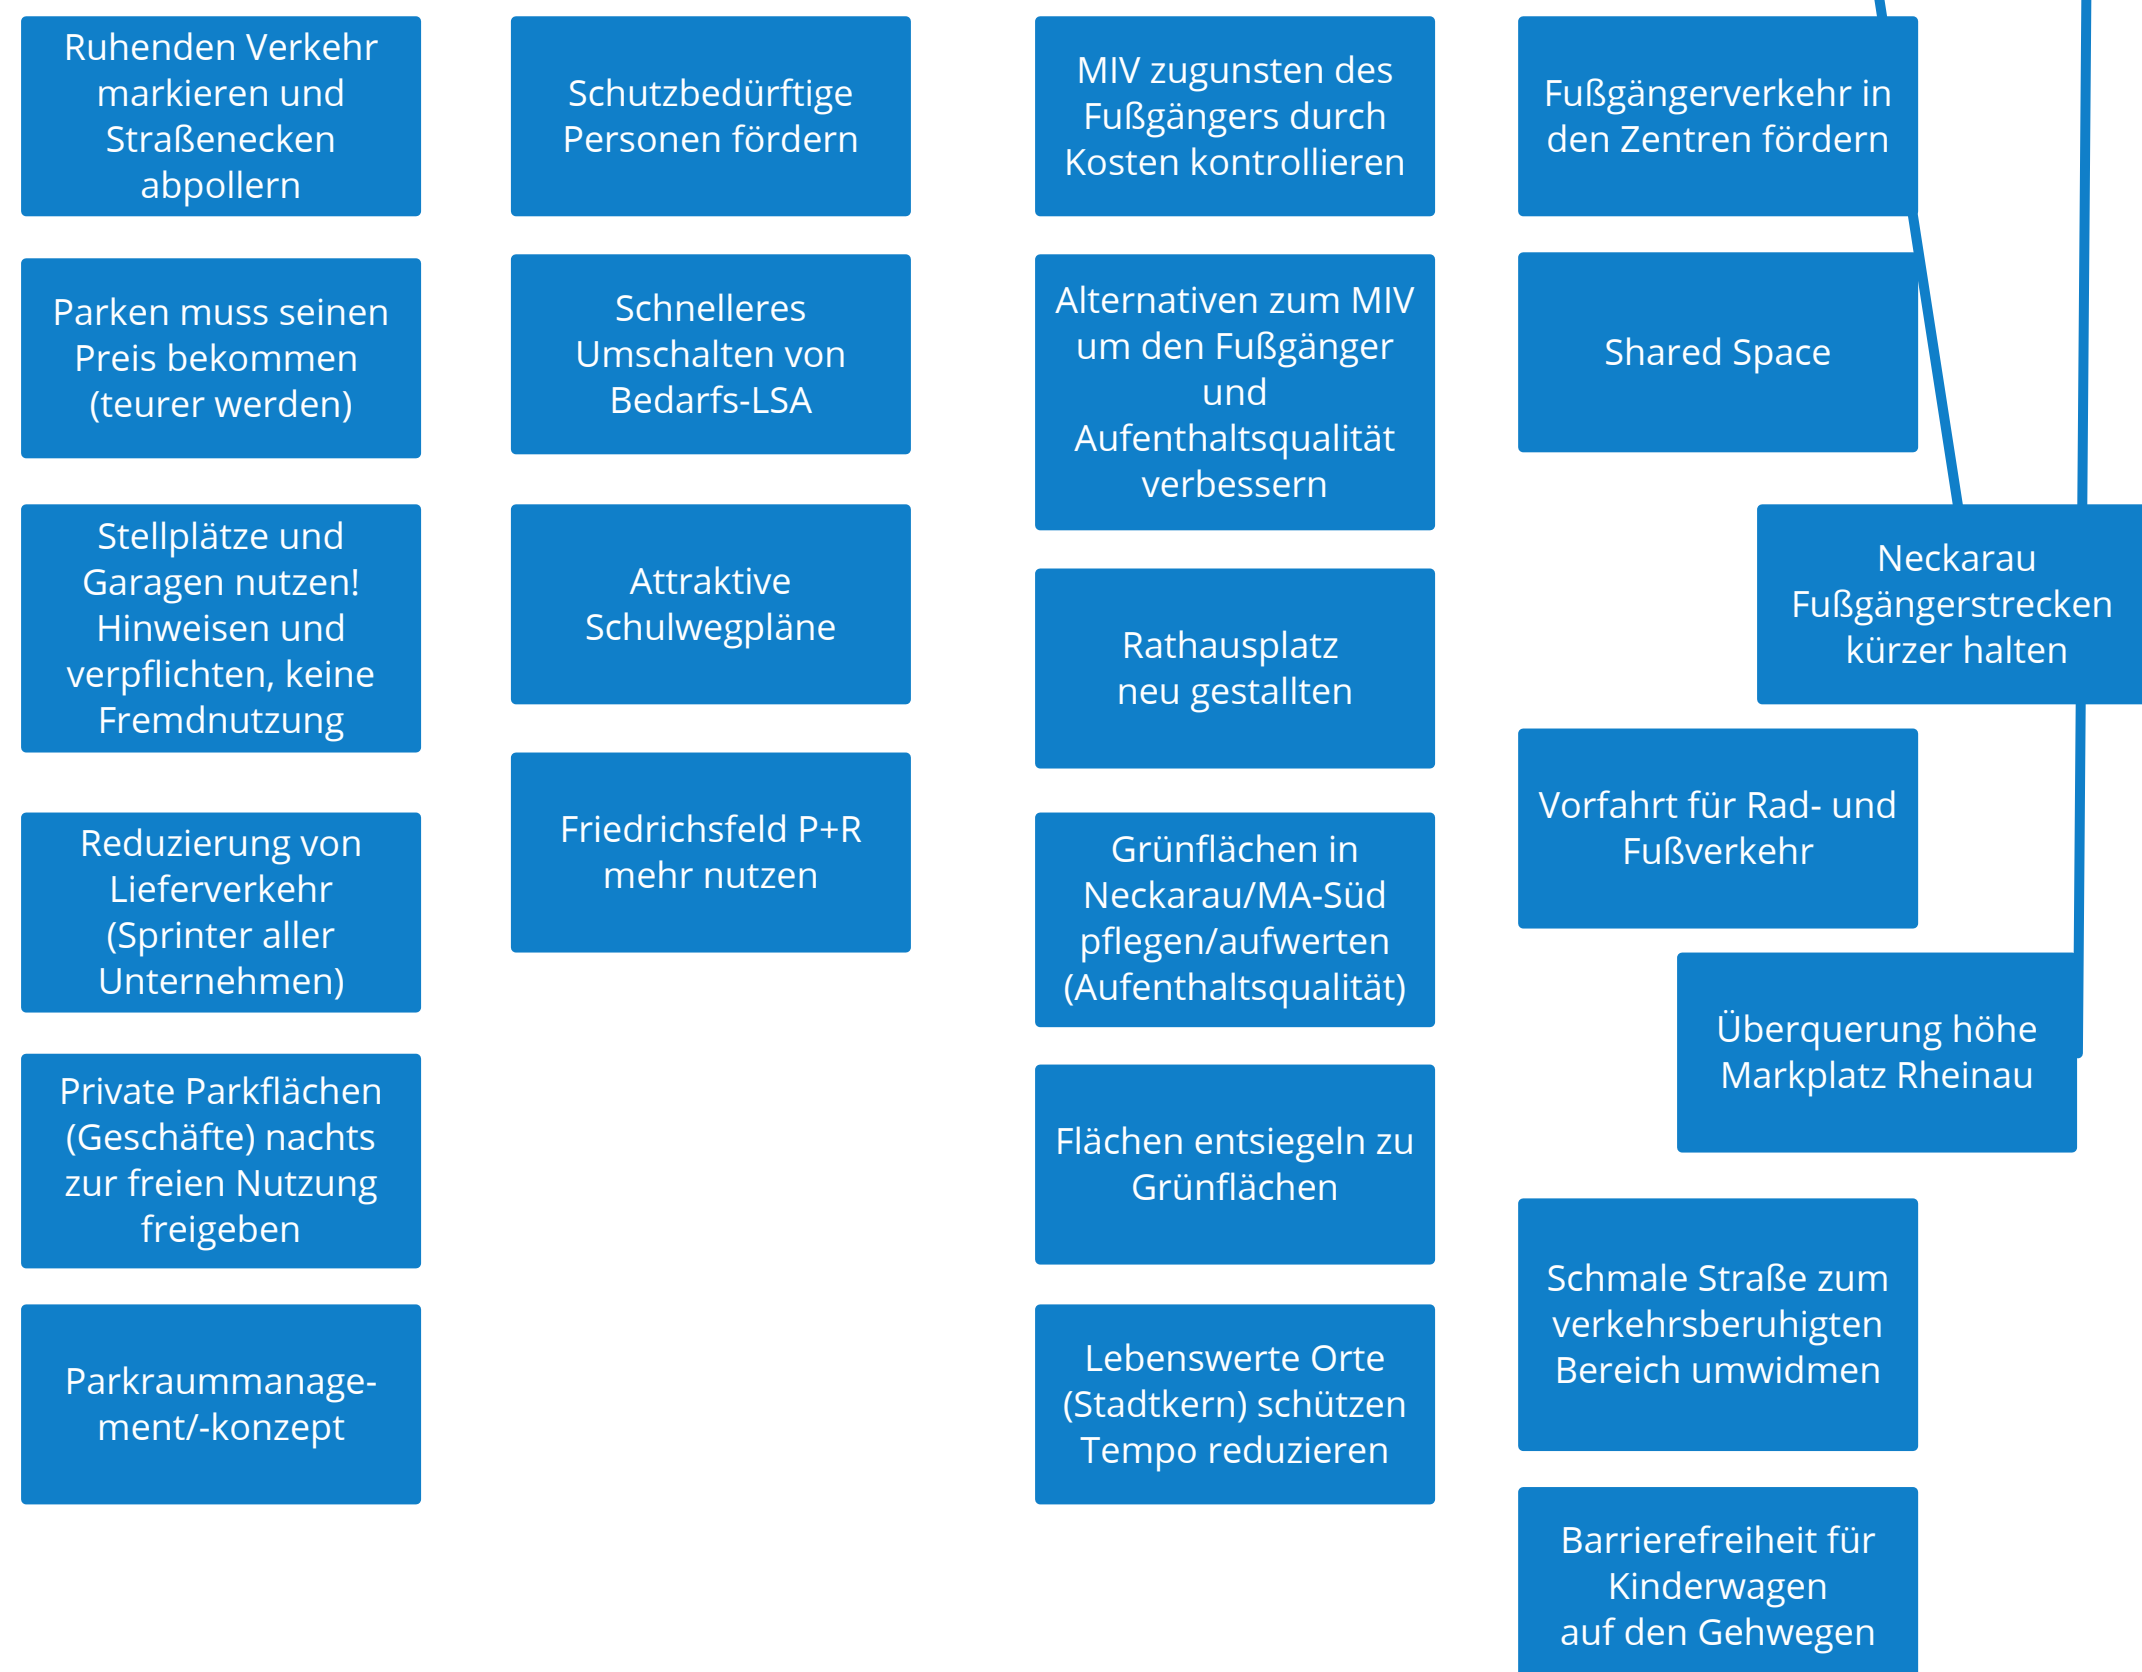 Ruhenden Verkehr
markieren und
Straßenecken
abpollern
Parken muss seinen
Preis bekommen
(teurer werden)
Stellplätze und
Garagen nutzen!
Hinweisen und
verpflichten, keine
Fremdnutzung
Reduzierung von
Lieferverkehr
(Sprinter aller
Unternehmen)
Private Parkflächen
(Geschäfte) nachts
zur freien Nutzung
freigeben
Parkraummanage-
ment/-konzept
Schutzbedürftige
Personen fördern
Schnelleres
Umschalten von
Bedarfs-LSA
Attraktive
Schulwegpläne
Friedrichsfeld P+R
mehr nutzen
MIV zugunsten des
Fußgängers durch
Kosten kontrollieren
Alternativen zum MIV
um den Fußgänger
und
Aufenthaltsqualität
verbessern
Rathausplatz
neu gestallten
Grünflächen in
Neckarau/MA-Süd
pflegen/aufwerten
(Aufenthaltsqualität)
Flächen entsiegeln zu
Grünflächen
Lebenswerte Orte
(Stadtkern) schützen
Tempo reduzieren
Fußgängerverkehr in
den Zentren fördern
Shared Space
Neckarau
Fußgängerstrecken
kürzer halten
Vorfahrt für Rad- und
Fußverkehr
Überquerung höhe
Markplatz Rheinau
Schmale Straße zum
verkehrsberuhigten
Bereich umwidmen
Barrierefreiheit für
Kinderwagen
auf den Gehwegen